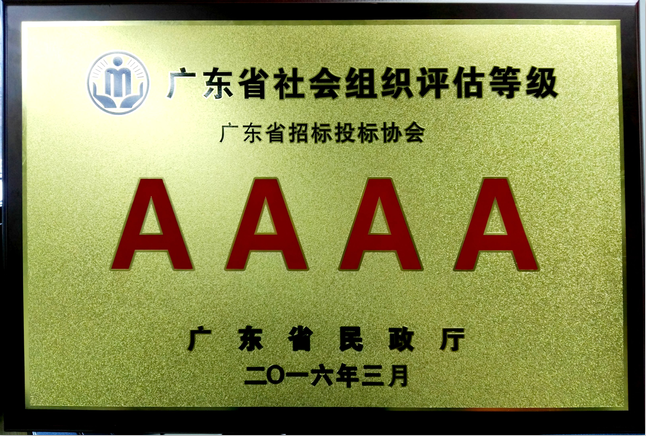 广东省社会组织评估等级
广东省招标投标协会
AAAA
广东省民政厅
二〇一六年三月